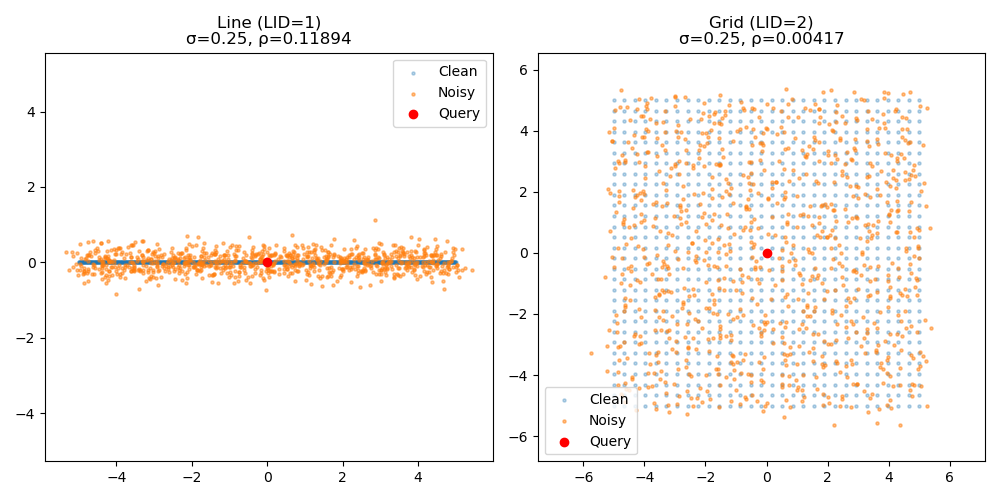 Line (LID=1)
σ=0.25, ρ=0.11894
Clean
Noisy
Query
4
2
0
−2
−4
−4
−2
0
2
4
Grid (LID=2)
σ=0.25, ρ=0.00417
6
4
2
0
−2
−4
−6
Clean
Noisy
Query
−6
−4
−2
0
2
4
6